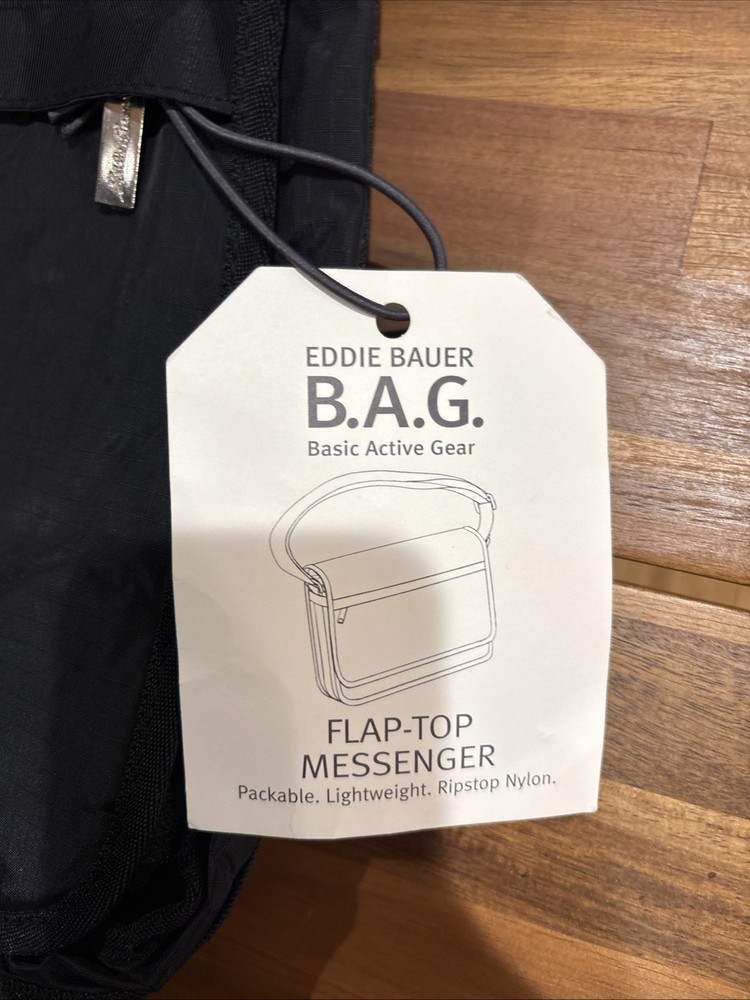 EDDIE BAUER
B.A.G.
Basic Active Gear
FLAP-TOP
MESSENGER
Packable. Lightweight. Ripstop Nylon.